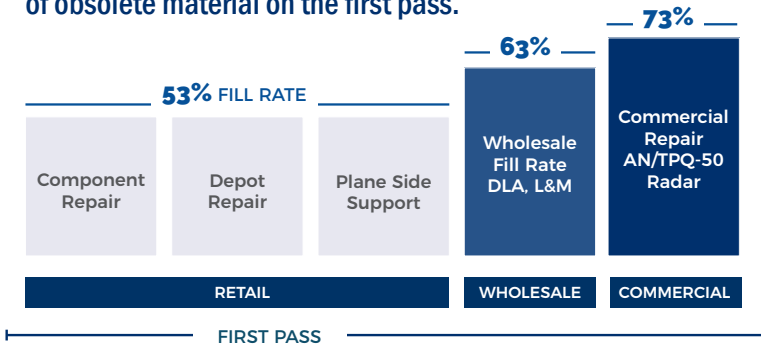 of obsolete material on the first pass.
73%
63%
53% FILL RATE
Component
Repair
Depot
Repair
Plane Side
Support
Wholesale
Fill Rate
DLA, L&M
Commercial
Repair
AN/TPQ-50
Radar
RETAIL
WHOLESALE
COMMERCIAL
FIRST PASS